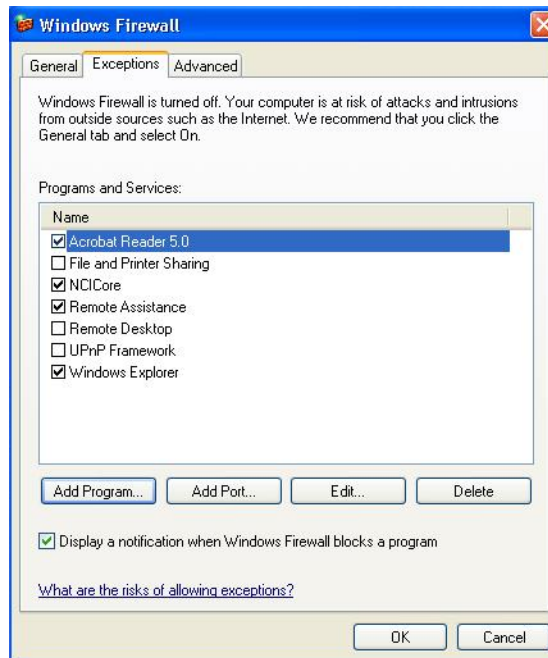 Windows Firewall
General Exceptions Advanced
Windows Firewall is turned off. Your computer is at risk of attacks and intrusions
from outside sources such as the Internet. We recommend that you click the
General tab and select On.
Programs and Services:
Name
Acrobat Reader 5.0
File and Printer Sharing
NCICore
Remote Assistance
Remote Desktop
UPnP Framework
Windows Explorer
Add Program... Add Port... Edit... Delete
Display a notification when Windows Firewall blocks a program
What are the risks of allowing exceptions?
OK Cancel